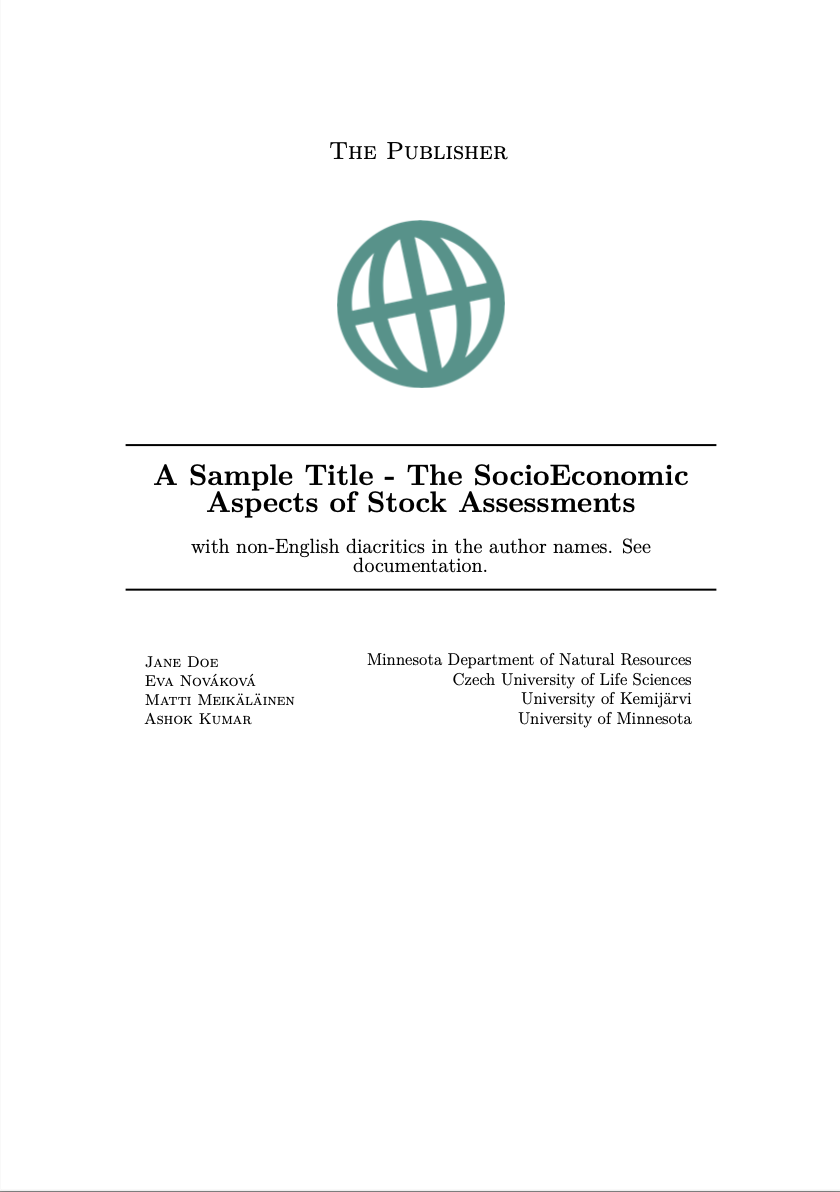 The Publisher
A Sample Title - The SocioEconomic
Aspects of Stock Assessments
with non-English diacritics in the author names. See
documentation.
Jane Doe Minnesota Department of Natural Resources
Eva Nováková Czech University of Life Sciences
Matti Meikäläinen University of Kemijärvi
Ashok Kumar University of Minnesota